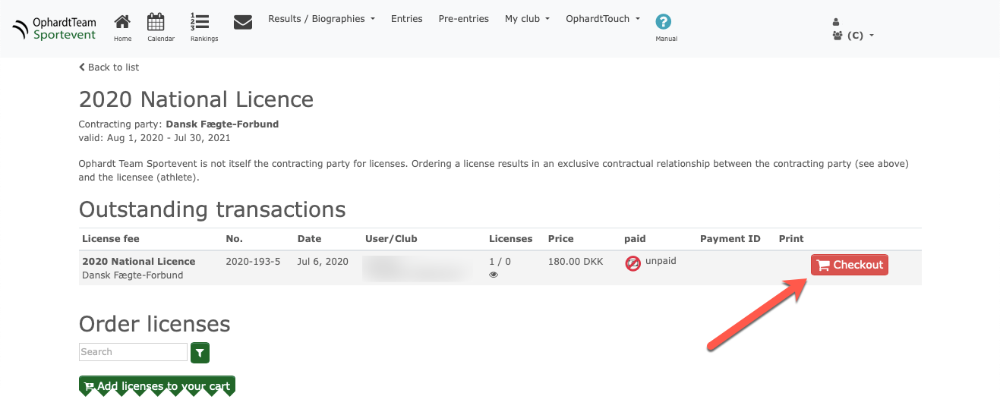 OphardtTeam
Sportevent
Home
Calendar
1
2
3
Rankings
Results / Biographies
Entries
Pre-entries
My club
OphardtTouch
?
Manual
(C)
Back to list
2020 National Licence
Contracting party: Dansk Fægte-Forbund
valid: Aug 1, 2020 - Jul 30, 2021
Ophardt Team Sportevent is not itself the contracting party for licenses. Ordering a license results in an exclusive contractual relationship between the contracting party (see above)
and the licensee (athlete).
Outstanding transactions
License fee No. Date User/Club Licenses Price paid Payment ID Print
2020 National Licence 2020-193-5 Jul 6, 2020 1 / 0 180.00 DKK unpaid Checkout
Dansk Fægte-Forbund
Order licenses
Search
Add licenses to your cart